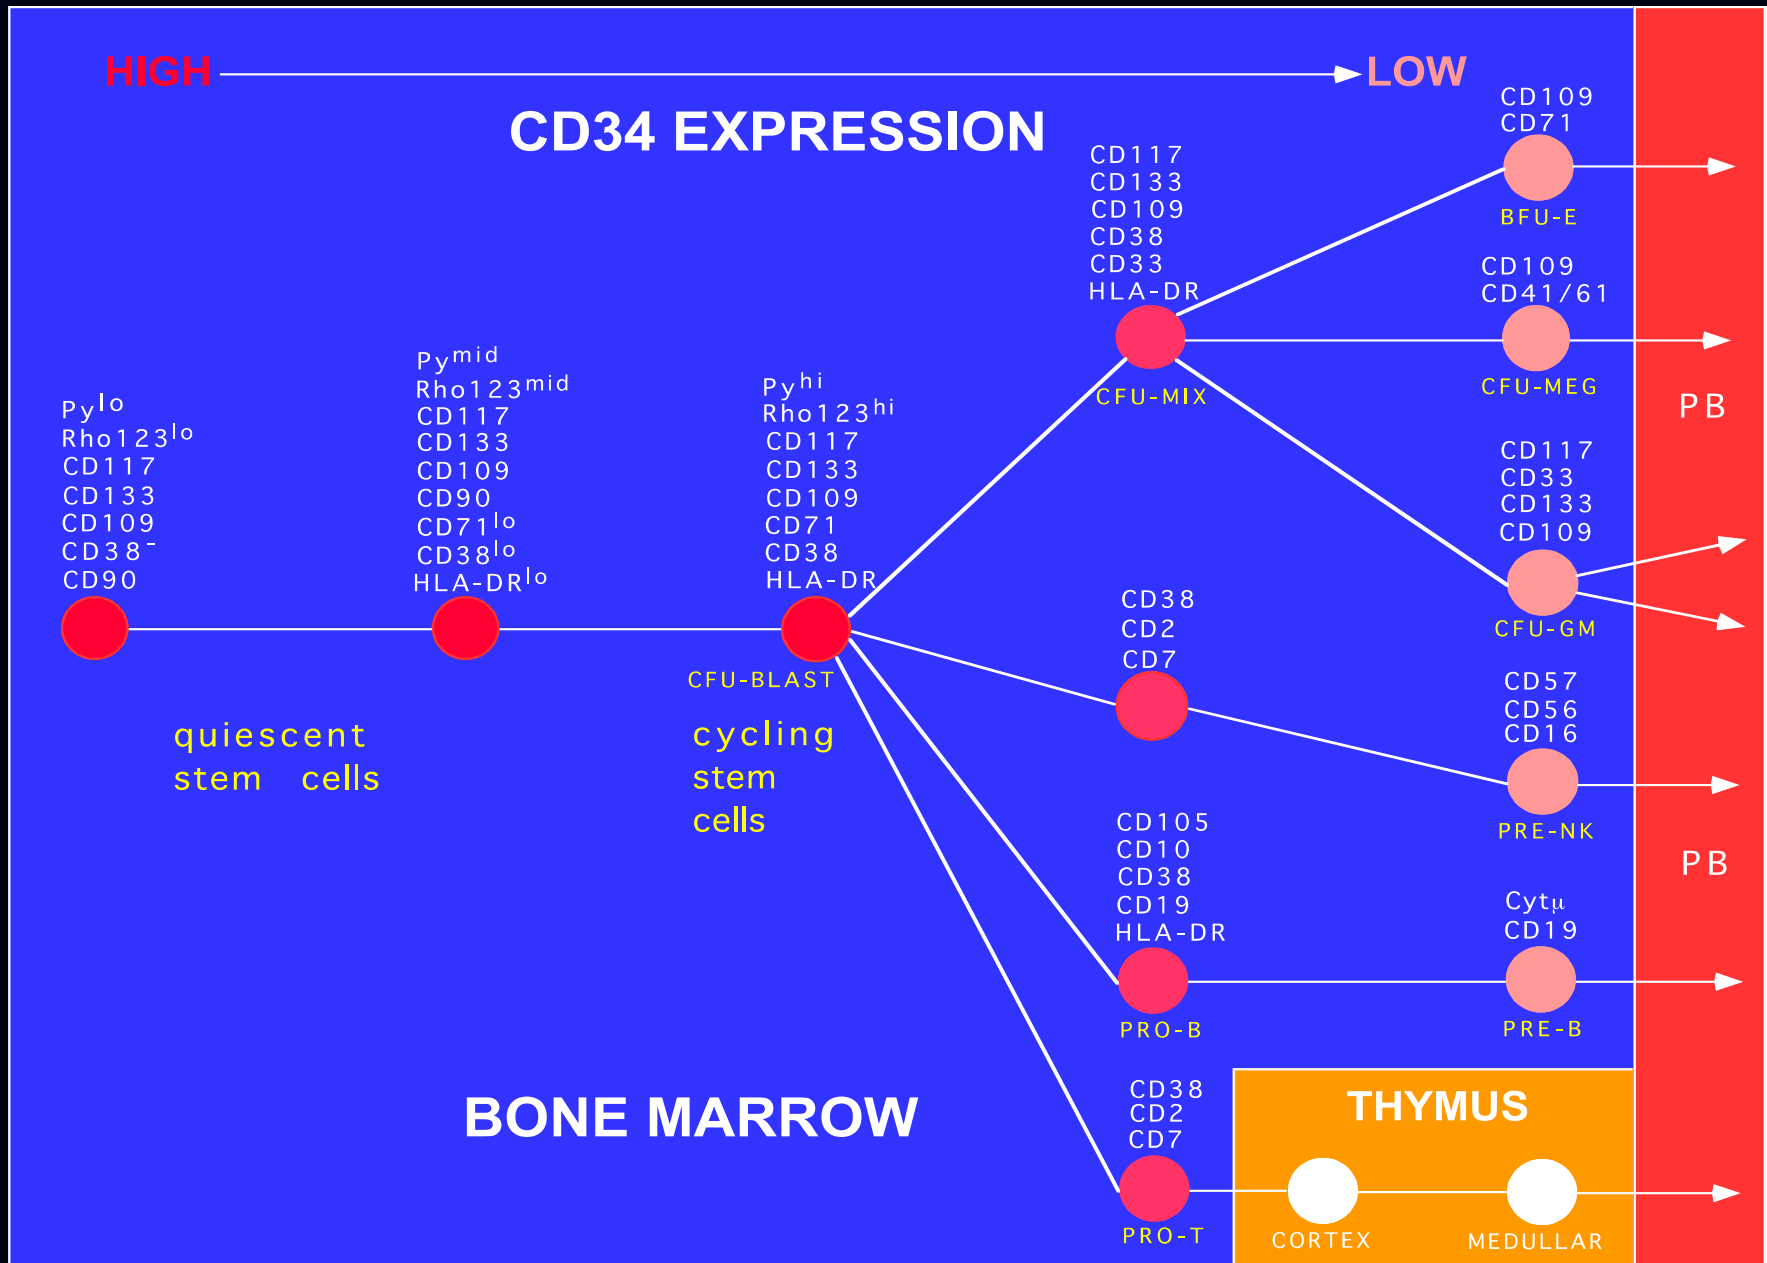 HIGH
LOW
CD34 EXPRESSION
Pylo
Rho123lo
CD117
CD133
CD109
CD38-
CD90
quiescent
stem cells
Pymid
Rho123mid
CD117
CD133
CD109
CD90
CD71lo
CD38lo
HLA-DRlo
Pyhi
Rho123hi
CD117
CD133
CD109
CD71
CD38
HLA-DR
CFU-BLAST
cycling
stem
cells
CD117
CD133
CD109
CD38
CD33
HLA-DR
CFU-MIX
CD38
CD2
CD7
CD105
CD10
CD38
CD19
HLA-DR
PRO-B
CD38
CD2
CD7
PRO-T
CD109
CD71
BFU-E
CD109
CD41/61
CFU-MEG
CD117
CD33
CD133
CD109
CFU-GM
CD57
CD56
CD16
PRE-NK
Cytμ
CD19
PRE-B
BONE MARROW
THYMUS
CORTEX
MEDULLAR
PB
PB